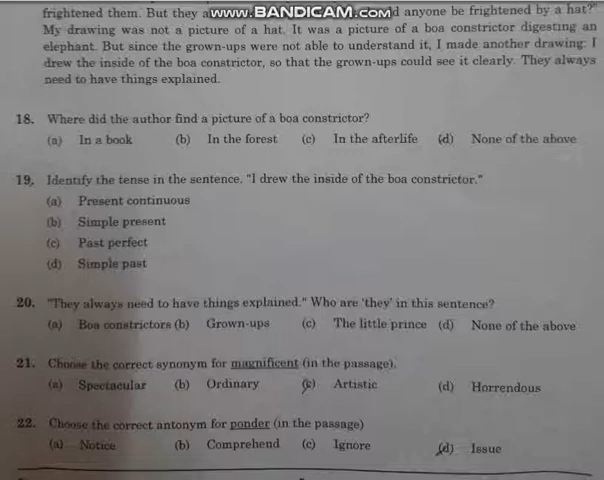 frightened them. But they a www.BANDICAM.com d anyone be frightened by a hat?"
My drawing was not a picture of a hat. It was a picture of a boa constrictor digesting an
elephant. But since the grown-ups were not able to understand it, I made another drawing: I
drew the inside of the boa constrictor, so that the grown-ups could see it clearly. They always
need to have things explained.
18. Where did the author find a picture of a boa constrictor?
(a) In a book (b) In the forest (c) In the afterlife (d) None of the above
19. Identify the tense in the sentence, "I drew the inside of the boa constrictor."
(a) Present continuous
(b) Simple present
(c) Past perfect
(d) Simple past
20. "They always need to have things explained." Who are 'they' in this sentence?
(a) Boa constrictors (b) Grown-ups (c) The little prince (d) None of the above
21. Choose the correct synonym for magnificent (in the passage).
(a) Spectacular (b) Ordinary (c) Artistic (d) Horrendous
22. Choose the correct antonym for ponder (in the passage)
(a) Notice (b) Comprehend (c) Ignore (d) Issue